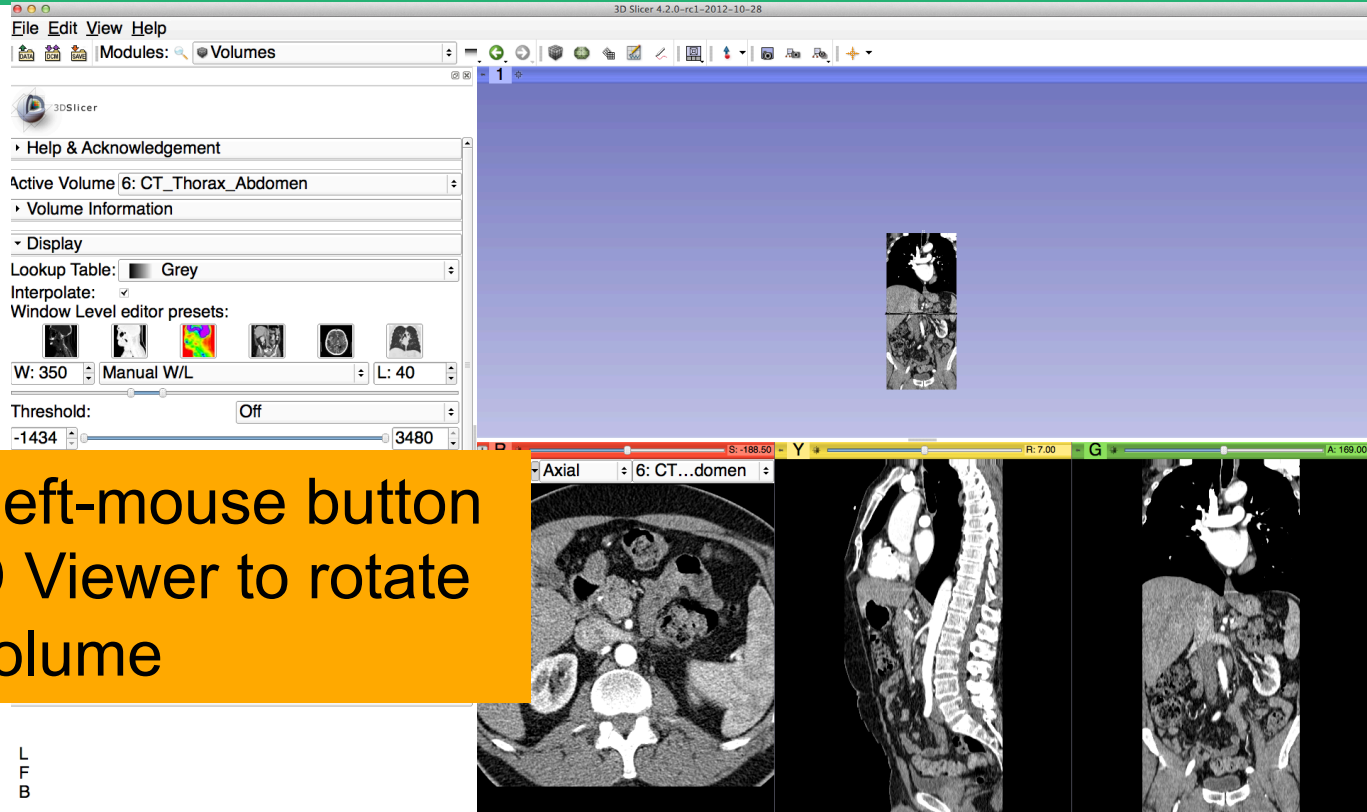 3D Slicer 4.2.0-rc1-2012-10-28
File Edit View Help
DATA DCM SAVE Modules: Volumes
1
3DSlicer
Help & Acknowledgement
Active Volume 6: CT_Thorax_Abdomen
Volume Information
Display
Lookup Table: Grey
Interpolate:
Window Level editor presets:
W: 350 Manual W/L L: 40
Threshold: Off
-1434 3480
R S: -188.50 Y R: 7.00 G A: 169.00
Axial 6: CT...domen
eft-mouse button
Viewer to rotate
olume
L
F
B